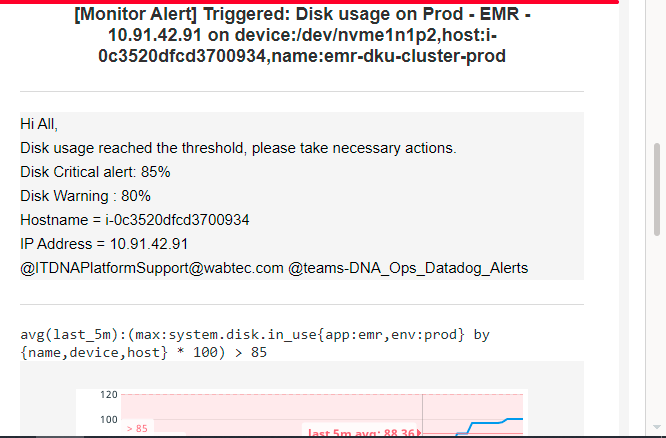 [Monitor Alert] Triggered: Disk usage on Prod - EMR -
10.91.42.91 on device:/dev/nvme1n1p2,host:i-
0c3520dfcd3700934,name:emr-dku-cluster-prod
Hi All,
Disk usage reached the threshold, please take necessary actions.
Disk Critical alert: 85%
Disk Warning : 80%
Hostname = i-0c3520dfcd3700934
IP Address = 10.91.42.91
@ITDNAPlatformSupport@wabtec.com @teams-DNA_Ops_Datadog_Alerts
avg(last_5m):(max:system.disk.in_use{app:emr,env:prod} by
{name,device,host} * 100) > 85
120
100
> 85
last 5m avg: 88.36